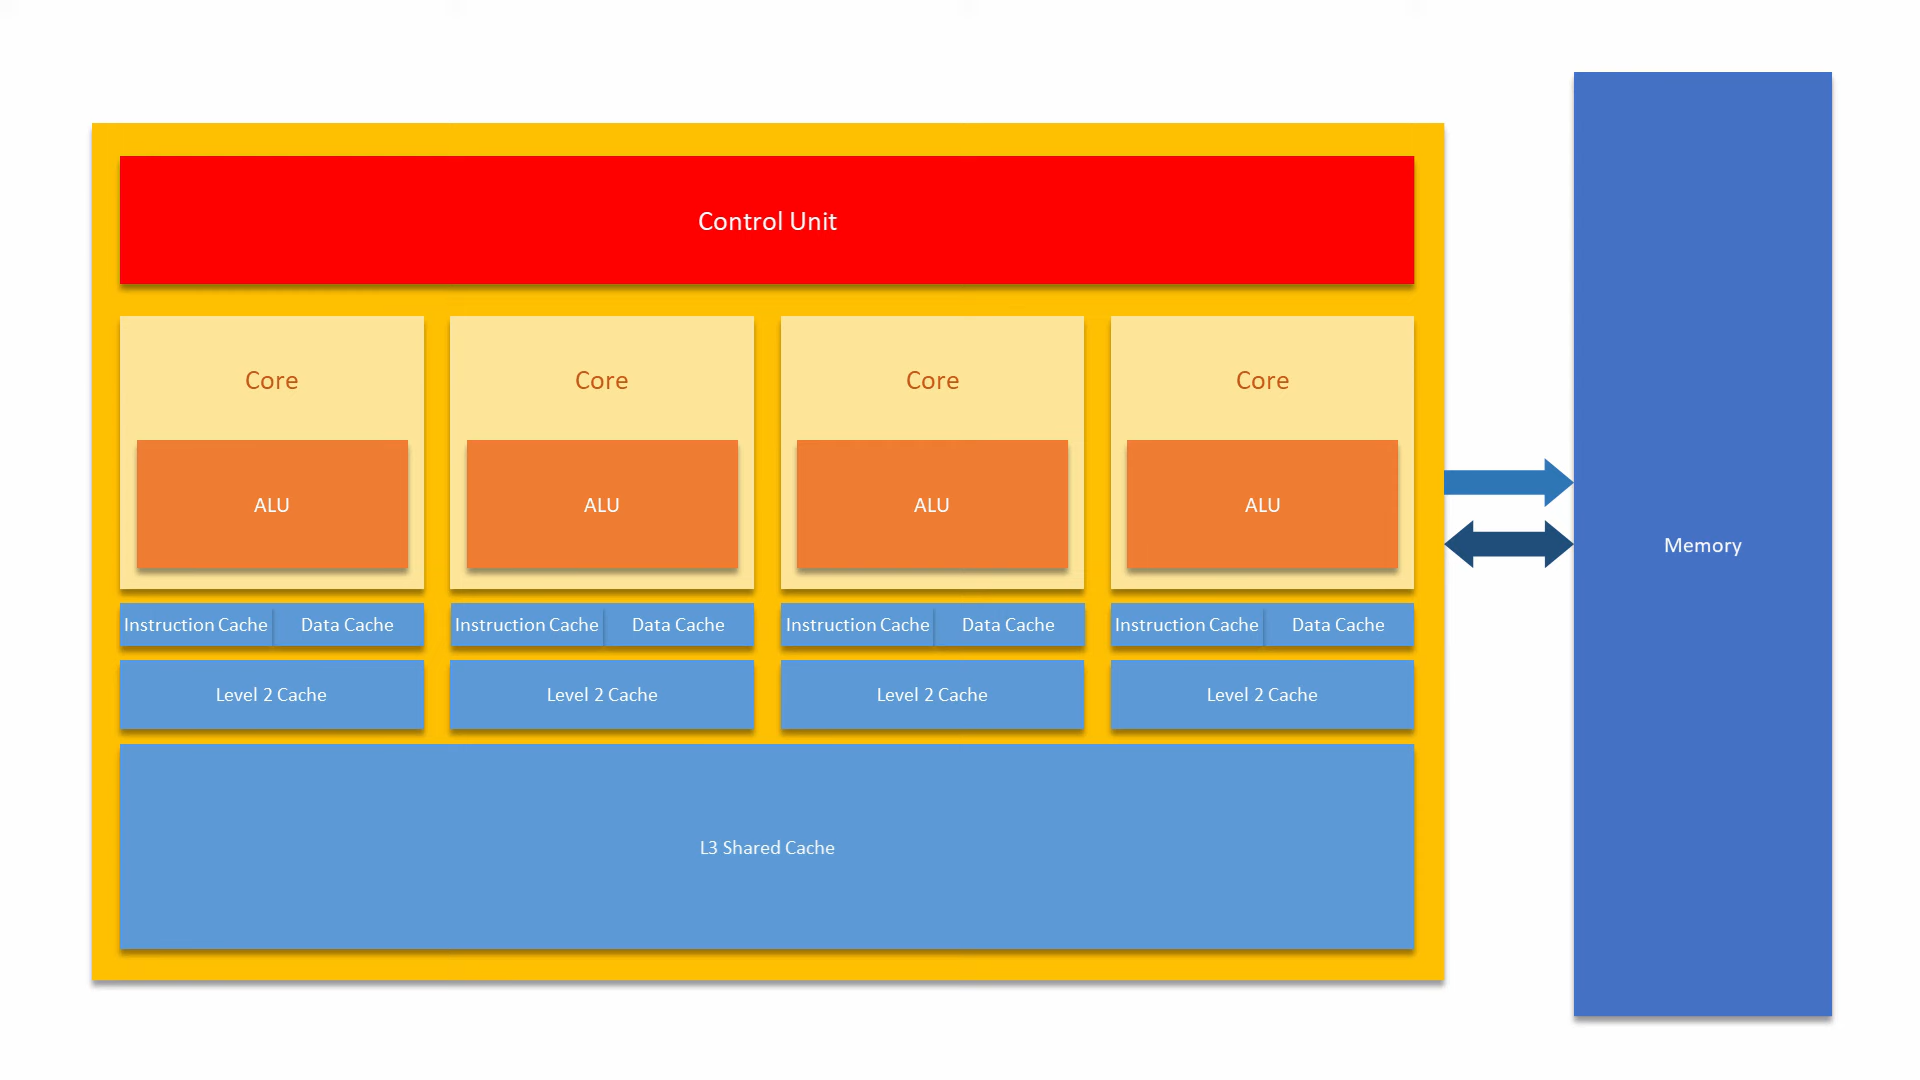 Control Unit
Core
Core
Core
Core
ALU
ALU
ALU
ALU
Memory
Instruction Cache
Data Cache
Instruction Cache
Data Cache
Instruction Cache
Data Cache
Instruction Cache
Data Cache
Level 2 Cache
Level 2 Cache
Level 2 Cache
Level 2 Cache
L3 Shared Cache